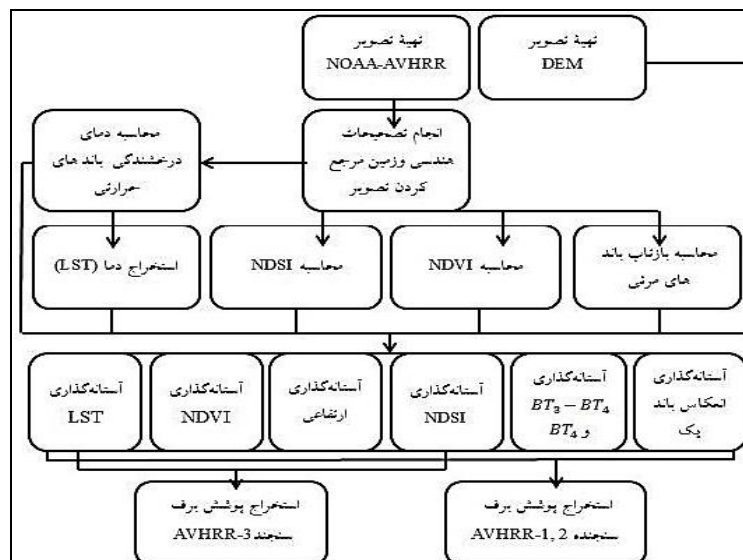 تهیهٔ تصویر
DEM
تهیهٔ تصویر
NOAA-AVHRR
انجام تصحیحات
هندسی وزمین مرجع
کردن تصویر
محاسبه دمای
درخشندگی باند های
حرارتی
محاسبه بازتاب باند
های مرئی
محاسبه NDVI
محاسبه NDSI
استخراج دما (LST)
آستانه‌گذاری
انعکاس باند
یک
آستانه‌گذاری
BT₃ − BT₄
و BT₄
آستانه‌گذاری
NDSI
آستانه‌گذاری
ارتفاعی
آستانه‌گذاری
NDVI
آستانه‌گذاری
LST
استخراج پوشش برف
سنجنده AVHRR-1, 2
استخراج پوشش برف
سنجند AVHRR-3